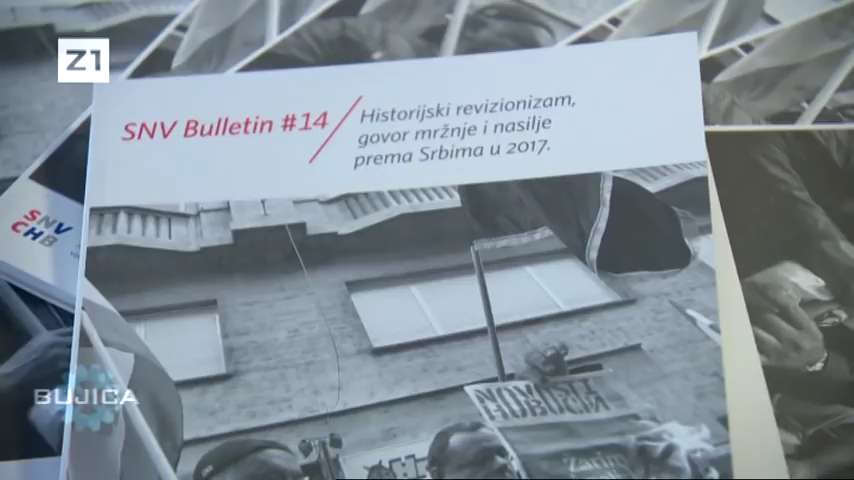 Z1
SNV Bulletin #14
Historijski revizionizam,
govor mržnje i nasilje
prema Srbima u 2017.
SNV
CHB
BUJICA